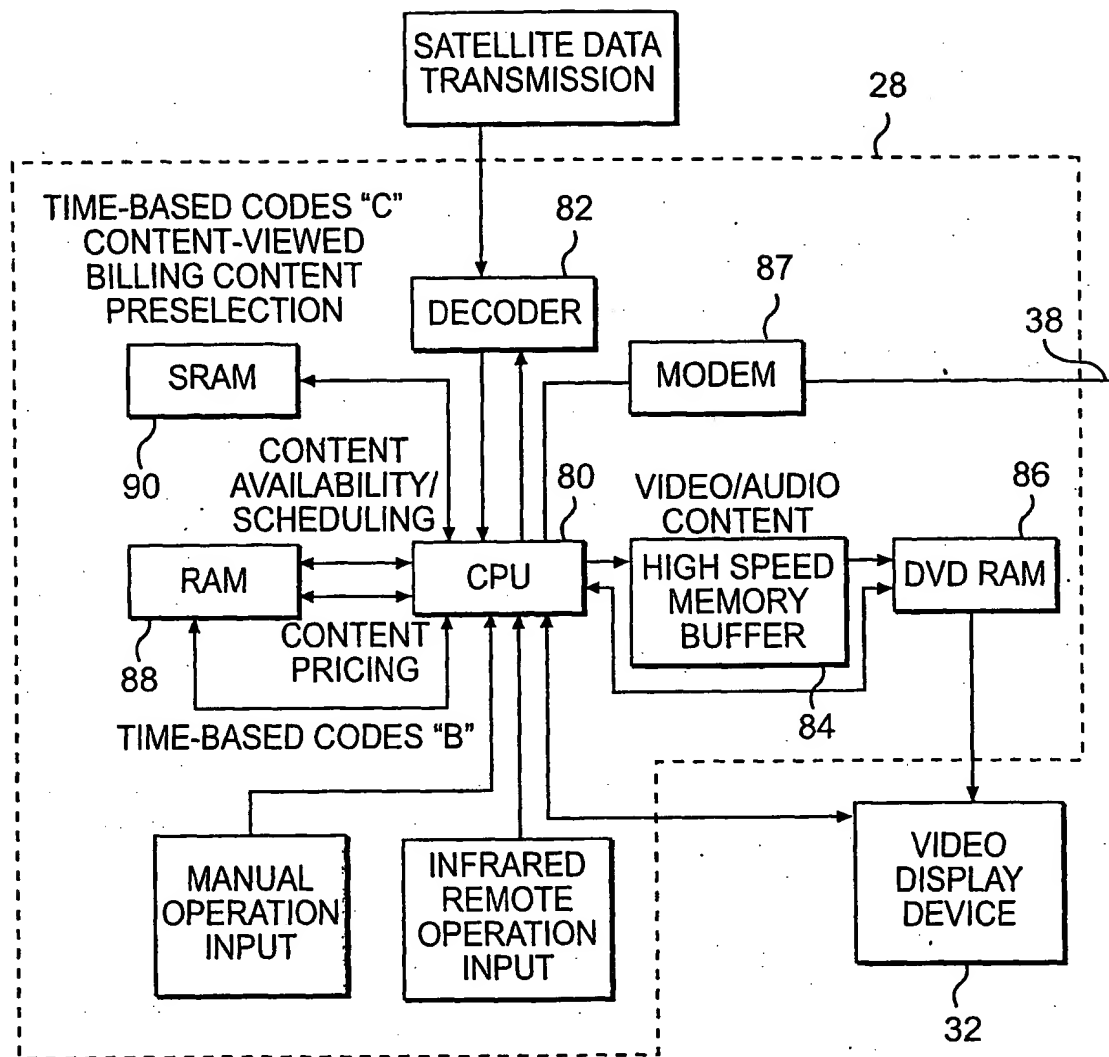 SATELLITE DATA
TRANSMISSION
28
TIME-BASED CODES "C"
CONTENT-VIEWED
BILLING CONTENT
PRESELECTION
82
DECODER
87
MODEM
38
SRAM
90
CONTENT
AVAILABILITY/
SCHEDULING
80
CPU
VIDEO/AUDIO
CONTENT
HIGH SPEED
MEMORY
BUFFER
84
86
DVD RAM
RAM
88
CONTENT
PRICING
TIME-BASED CODES "B"
MANUAL
OPERATION
INPUT
INFRARED
REMOTE
OPERATION
INPUT
VIDEO
DISPLAY
DEVICE
32